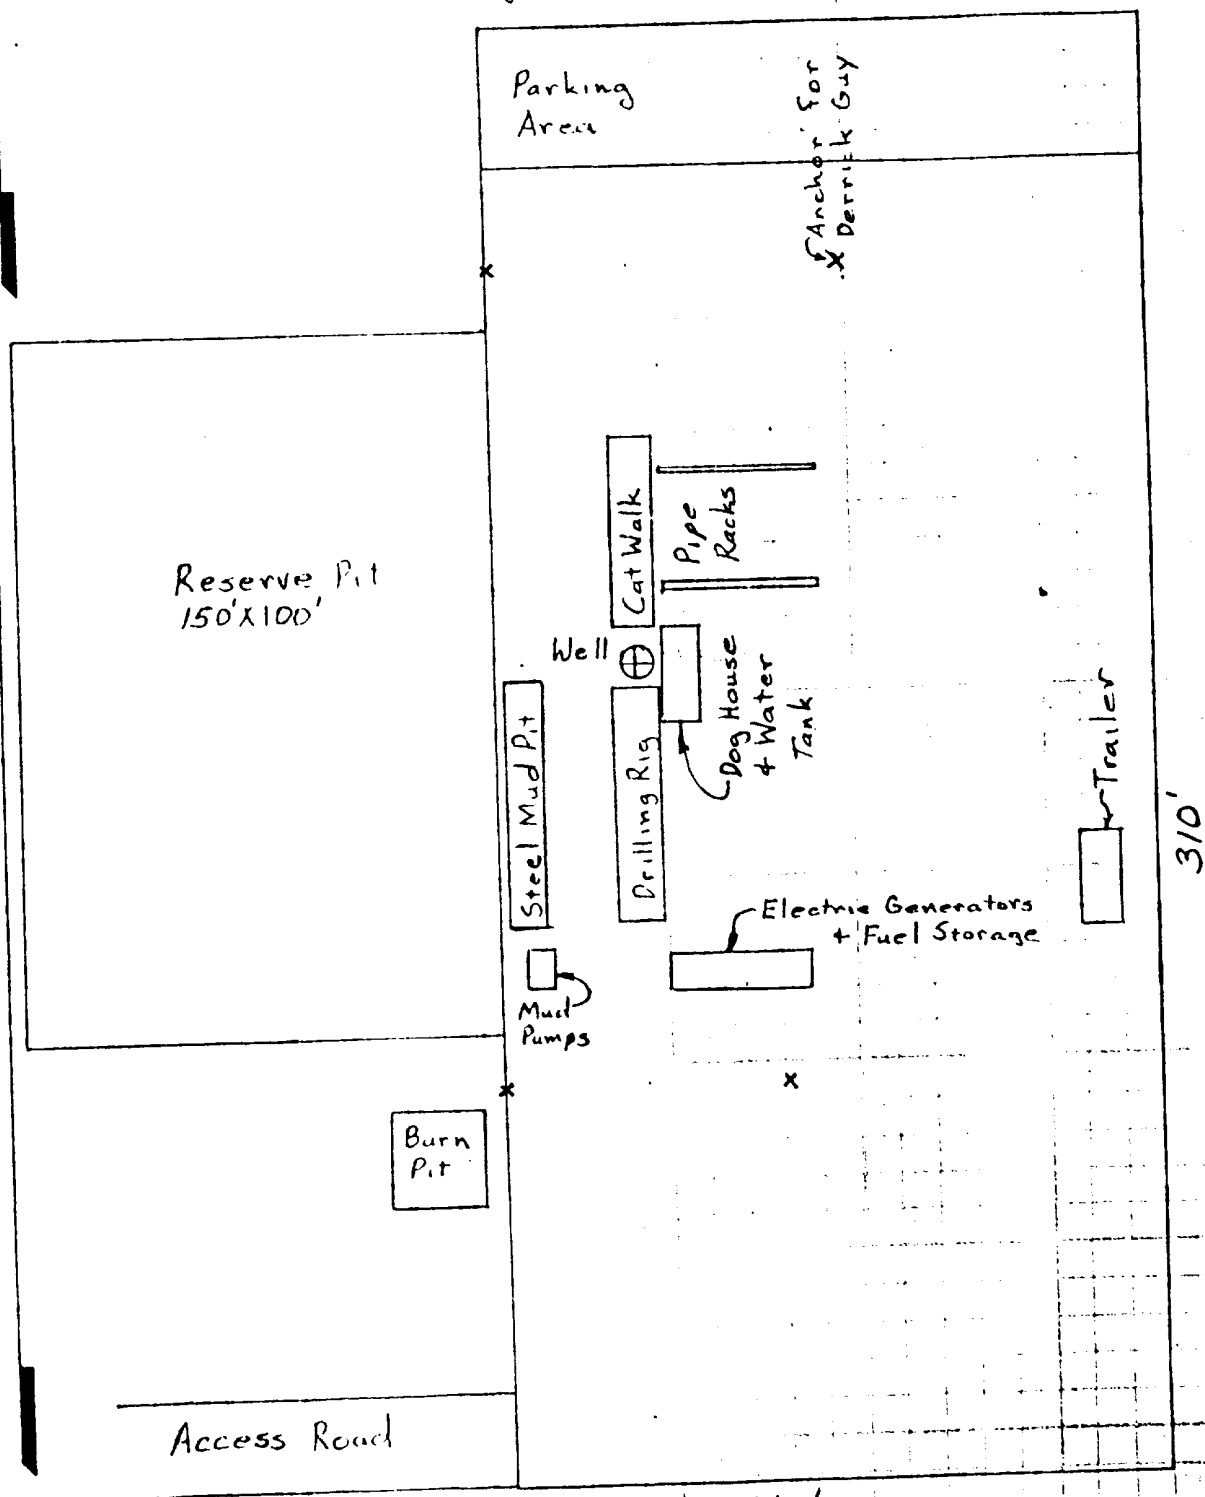 Parking
Area
Anchor for
Derrick Guy
Reserve Pit
150'X100'
Cat Walk
Pipe
Racks
Well
Dog House
+ Water
Tank
Steel Mud Pit
Drilling Rig
Trailer
310'
Electric Generators
+ Fuel Storage
Mud
Pumps
Burn
Pit
Access Road